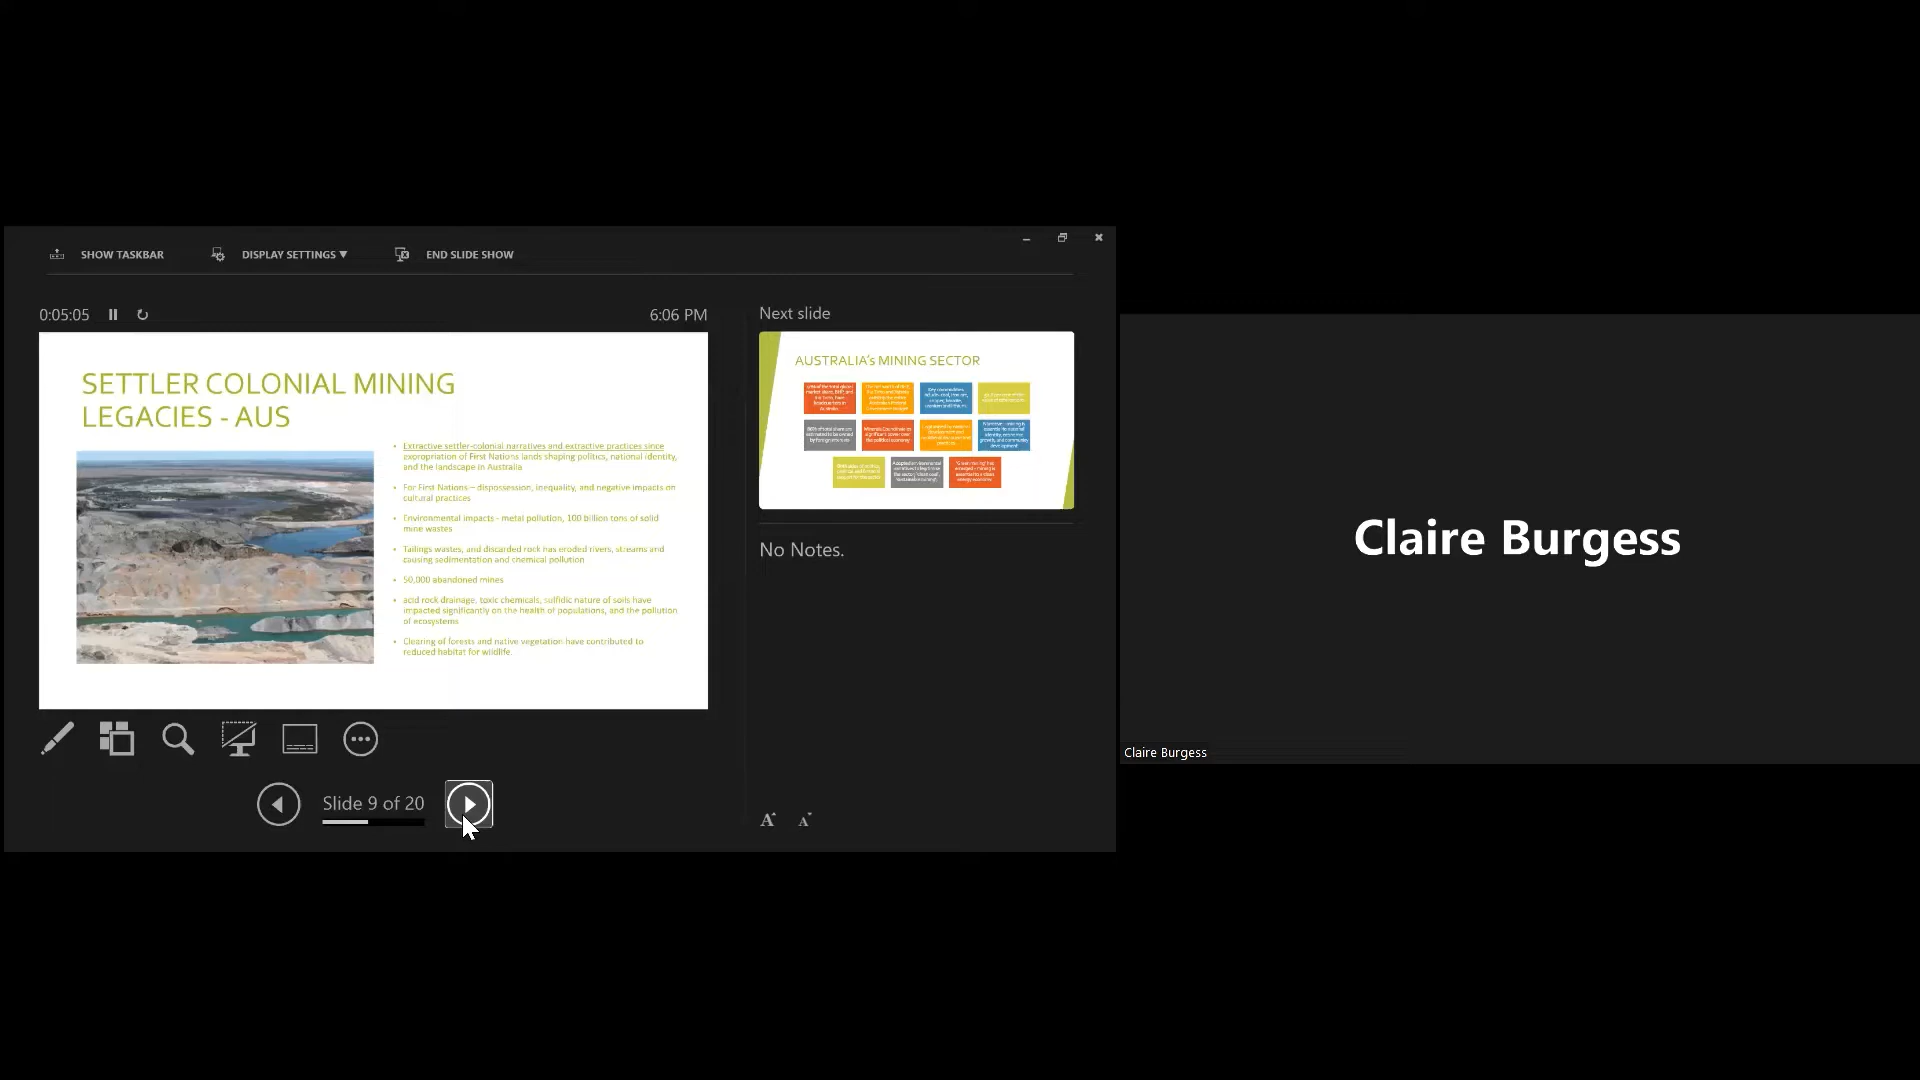 SHOW TASKBAR
DISPLAY SETTINGS ▼
END SLIDE SHOW
0:05:05
6:06 PM
SETTLER COLONIAL MINING
LEGACIES - AUS
• Extractive settler-colonial narratives and extractive practices since
expropriation of First Nations lands shaping politics, national identity,
and the landscape in Australia
• For First Nations – dispossession, inequality, and negative impacts on
cultural practices
• Environmental impacts - metal pollution, 100 billion tons of solid
mine wastes
• Tailings wastes, and discarded rock has eroded rivers, streams and
causing sedimentation and chemical pollution
• 50,000 abandoned mines
• acid rock drainage, toxic chemicals, sulfidic nature of soils have
impacted significantly on the health of populations, and the pollution
of ecosystems
• Clearing of forests and native vegetation have contributed to
reduced habitat for wildlife.
Slide 9 of 20
Next slide
AUSTRALIA's MINING SECTOR
No Notes.
A A
Claire Burgess
Claire Burgess